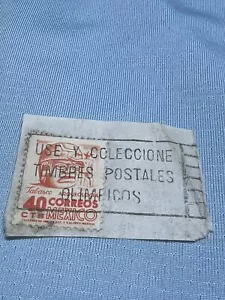 USE Y COLECCIONE
TIMBRES POSTALES
OLIMPICOS
Tabasco
40 CORREOS
CTS MEXICO